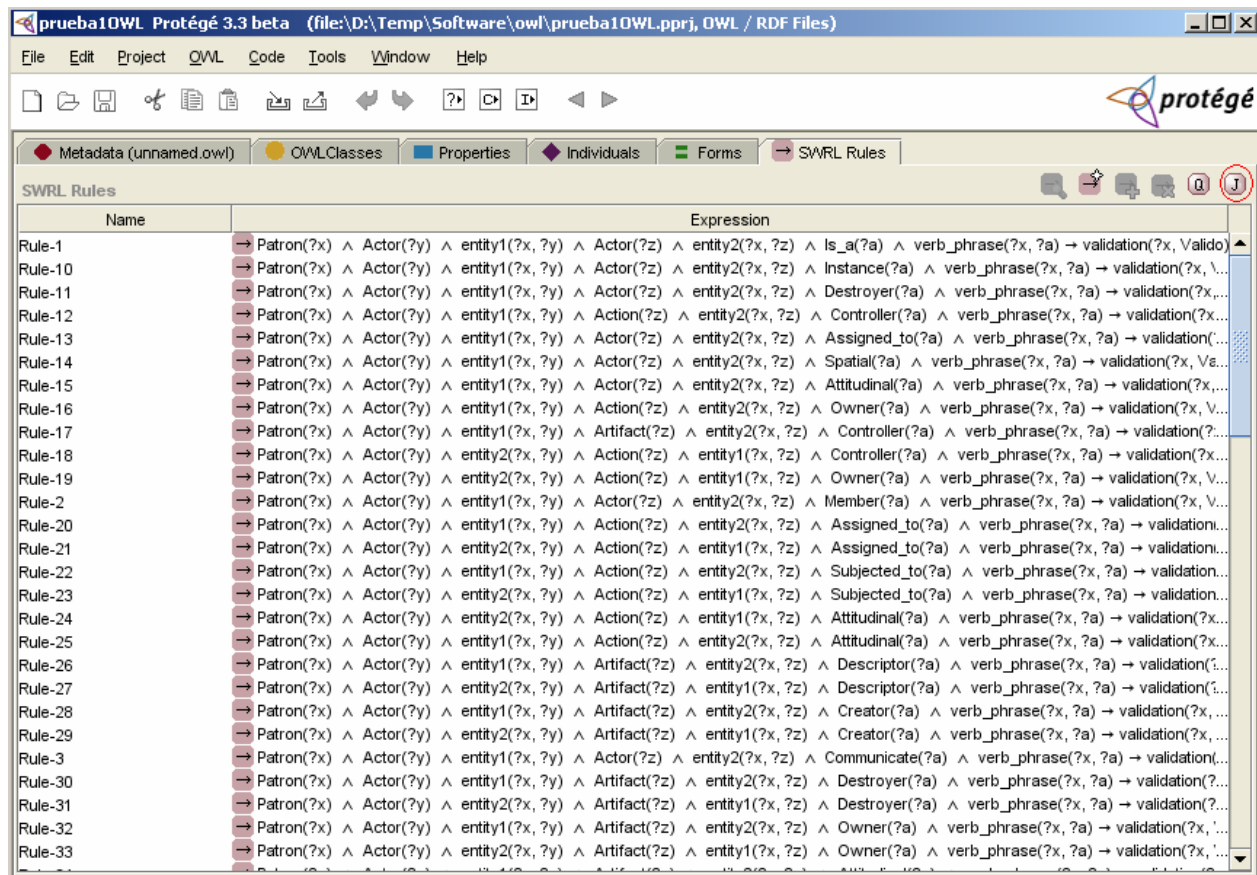 prueba1OWL Protégé 3.3 beta (file:\D:\Temp\Software\owl\prueba1OWL.pprj, OWL / RDF Files)
File Edit Project OWL Code Tools Window Help
protégé
Metadata (unnamed.owl) OWLClasses Properties Individuals Forms → SWRL Rules
SWRL Rules Q J
Name Expression
Rule-1 → Patron(?x) ∧ Actor(?y) ∧ entity1(?x, ?y) ∧ Actor(?z) ∧ entity2(?x, ?z) ∧ Is_a(?a) ∧ verb_phrase(?x, ?a) → validation(?x, Valido)
Rule-10 → Patron(?x) ∧ Actor(?y) ∧ entity1(?x, ?y) ∧ Actor(?z) ∧ entity2(?x, ?z) ∧ Instance(?a) ∧ verb_phrase(?x, ?a) → validation(?x, \...
Rule-11 → Patron(?x) ∧ Actor(?y) ∧ entity1(?x, ?y) ∧ Actor(?z) ∧ entity2(?x, ?z) ∧ Destroyer(?a) ∧ verb_phrase(?x, ?a) → validation(?x,...
Rule-12 → Patron(?x) ∧ Actor(?y) ∧ entity1(?x, ?y) ∧ Action(?z) ∧ entity2(?x, ?z) ∧ Controller(?a) ∧ verb_phrase(?x, ?a) → validation(?x...
Rule-13 → Patron(?x) ∧ Actor(?y) ∧ entity1(?x, ?y) ∧ Actor(?z) ∧ entity2(?x, ?z) ∧ Assigned_to(?a) ∧ verb_phrase(?x, ?a) → validation(...
Rule-14 → Patron(?x) ∧ Actor(?y) ∧ entity1(?x, ?y) ∧ Actor(?z) ∧ entity2(?x, ?z) ∧ Spatial(?a) ∧ verb_phrase(?x, ?a) → validation(?x, Va...
Rule-15 → Patron(?x) ∧ Actor(?y) ∧ entity1(?x, ?y) ∧ Actor(?z) ∧ entity2(?x, ?z) ∧ Attitudinal(?a) ∧ verb_phrase(?x, ?a) → validation(?x,...
Rule-16 → Patron(?x) ∧ Actor(?y) ∧ entity1(?x, ?y) ∧ Action(?z) ∧ entity2(?x, ?z) ∧ Owner(?a) ∧ verb_phrase(?x, ?a) → validation(?x, V...
Rule-17 → Patron(?x) ∧ Actor(?y) ∧ entity1(?x, ?y) ∧ Artifact(?z) ∧ entity2(?x, ?z) ∧ Controller(?a) ∧ verb_phrase(?x, ?a) → validation(?...
Rule-18 → Patron(?x) ∧ Actor(?y) ∧ entity2(?x, ?y) ∧ Action(?z) ∧ entity1(?x, ?z) ∧ Controller(?a) ∧ verb_phrase(?x, ?a) → validation(?x...
Rule-19 → Patron(?x) ∧ Actor(?y) ∧ entity2(?x, ?y) ∧ Action(?z) ∧ entity1(?x, ?z) ∧ Owner(?a) ∧ verb_phrase(?x, ?a) → validation(?x, V...
Rule-2 → Patron(?x) ∧ Actor(?y) ∧ entity1(?x, ?y) ∧ Actor(?z) ∧ entity2(?x, ?z) ∧ Member(?a) ∧ verb_phrase(?x, ?a) → validation(?x, V...
Rule-20 → Patron(?x) ∧ Actor(?y) ∧ entity1(?x, ?y) ∧ Action(?z) ∧ entity2(?x, ?z) ∧ Assigned_to(?a) ∧ verb_phrase(?x, ?a) → validation...
Rule-21 → Patron(?x) ∧ Actor(?y) ∧ entity2(?x, ?y) ∧ Action(?z) ∧ entity1(?x, ?z) ∧ Assigned_to(?a) ∧ verb_phrase(?x, ?a) → validation...
Rule-22 → Patron(?x) ∧ Actor(?y) ∧ entity1(?x, ?y) ∧ Action(?z) ∧ entity2(?x, ?z) ∧ Subjected_to(?a) ∧ verb_phrase(?x, ?a) → validation...
Rule-23 → Patron(?x) ∧ Actor(?y) ∧ entity2(?x, ?y) ∧ Action(?z) ∧ entity1(?x, ?z) ∧ Subjected_to(?a) ∧ verb_phrase(?x, ?a) → validation...
Rule-24 → Patron(?x) ∧ Actor(?y) ∧ entity2(?x, ?y) ∧ Action(?z) ∧ entity1(?x, ?z) ∧ Attitudinal(?a) ∧ verb_phrase(?x, ?a) → validation(?x...
Rule-25 → Patron(?x) ∧ Actor(?y) ∧ entity1(?x, ?y) ∧ Action(?z) ∧ entity2(?x, ?z) ∧ Attitudinal(?a) ∧ verb_phrase(?x, ?a) → validation(?x...
Rule-26 → Patron(?x) ∧ Actor(?y) ∧ entity1(?x, ?y) ∧ Artifact(?z) ∧ entity2(?x, ?z) ∧ Descriptor(?a) ∧ verb_phrase(?x, ?a) → validation(?...
Rule-27 → Patron(?x) ∧ Actor(?y) ∧ entity2(?x, ?y) ∧ Artifact(?z) ∧ entity1(?x, ?z) ∧ Descriptor(?a) ∧ verb_phrase(?x, ?a) → validation(?...
Rule-28 → Patron(?x) ∧ Actor(?y) ∧ entity1(?x, ?y) ∧ Artifact(?z) ∧ entity2(?x, ?z) ∧ Creator(?a) ∧ verb_phrase(?x, ?a) → validation(?x, ...
Rule-29 → Patron(?x) ∧ Actor(?y) ∧ entity2(?x, ?y) ∧ Artifact(?z) ∧ entity1(?x, ?z) ∧ Creator(?a) ∧ verb_phrase(?x, ?a) → validation(?x, ...
Rule-3 → Patron(?x) ∧ Actor(?y) ∧ entity1(?x, ?y) ∧ Actor(?z) ∧ entity2(?x, ?z) ∧ Communicate(?a) ∧ verb_phrase(?x, ?a) → validation(...
Rule-30 → Patron(?x) ∧ Actor(?y) ∧ entity1(?x, ?y) ∧ Artifact(?z) ∧ entity2(?x, ?z) ∧ Destroyer(?a) ∧ verb_phrase(?x, ?a) → validation(?...
Rule-31 → Patron(?x) ∧ Actor(?y) ∧ entity2(?x, ?y) ∧ Artifact(?z) ∧ entity1(?x, ?z) ∧ Destroyer(?a) ∧ verb_phrase(?x, ?a) → validation(?...
Rule-32 → Patron(?x) ∧ Actor(?y) ∧ entity1(?x, ?y) ∧ Artifact(?z) ∧ entity2(?x, ?z) ∧ Owner(?a) ∧ verb_phrase(?x, ?a) → validation(?x, '...
Rule-33 → Patron(?x) ∧ Actor(?y) ∧ entity2(?x, ?y) ∧ Artifact(?z) ∧ entity1(?x, ?z) ∧ Owner(?a) ∧ verb_phrase(?x, ?a) → validation(?x, '...